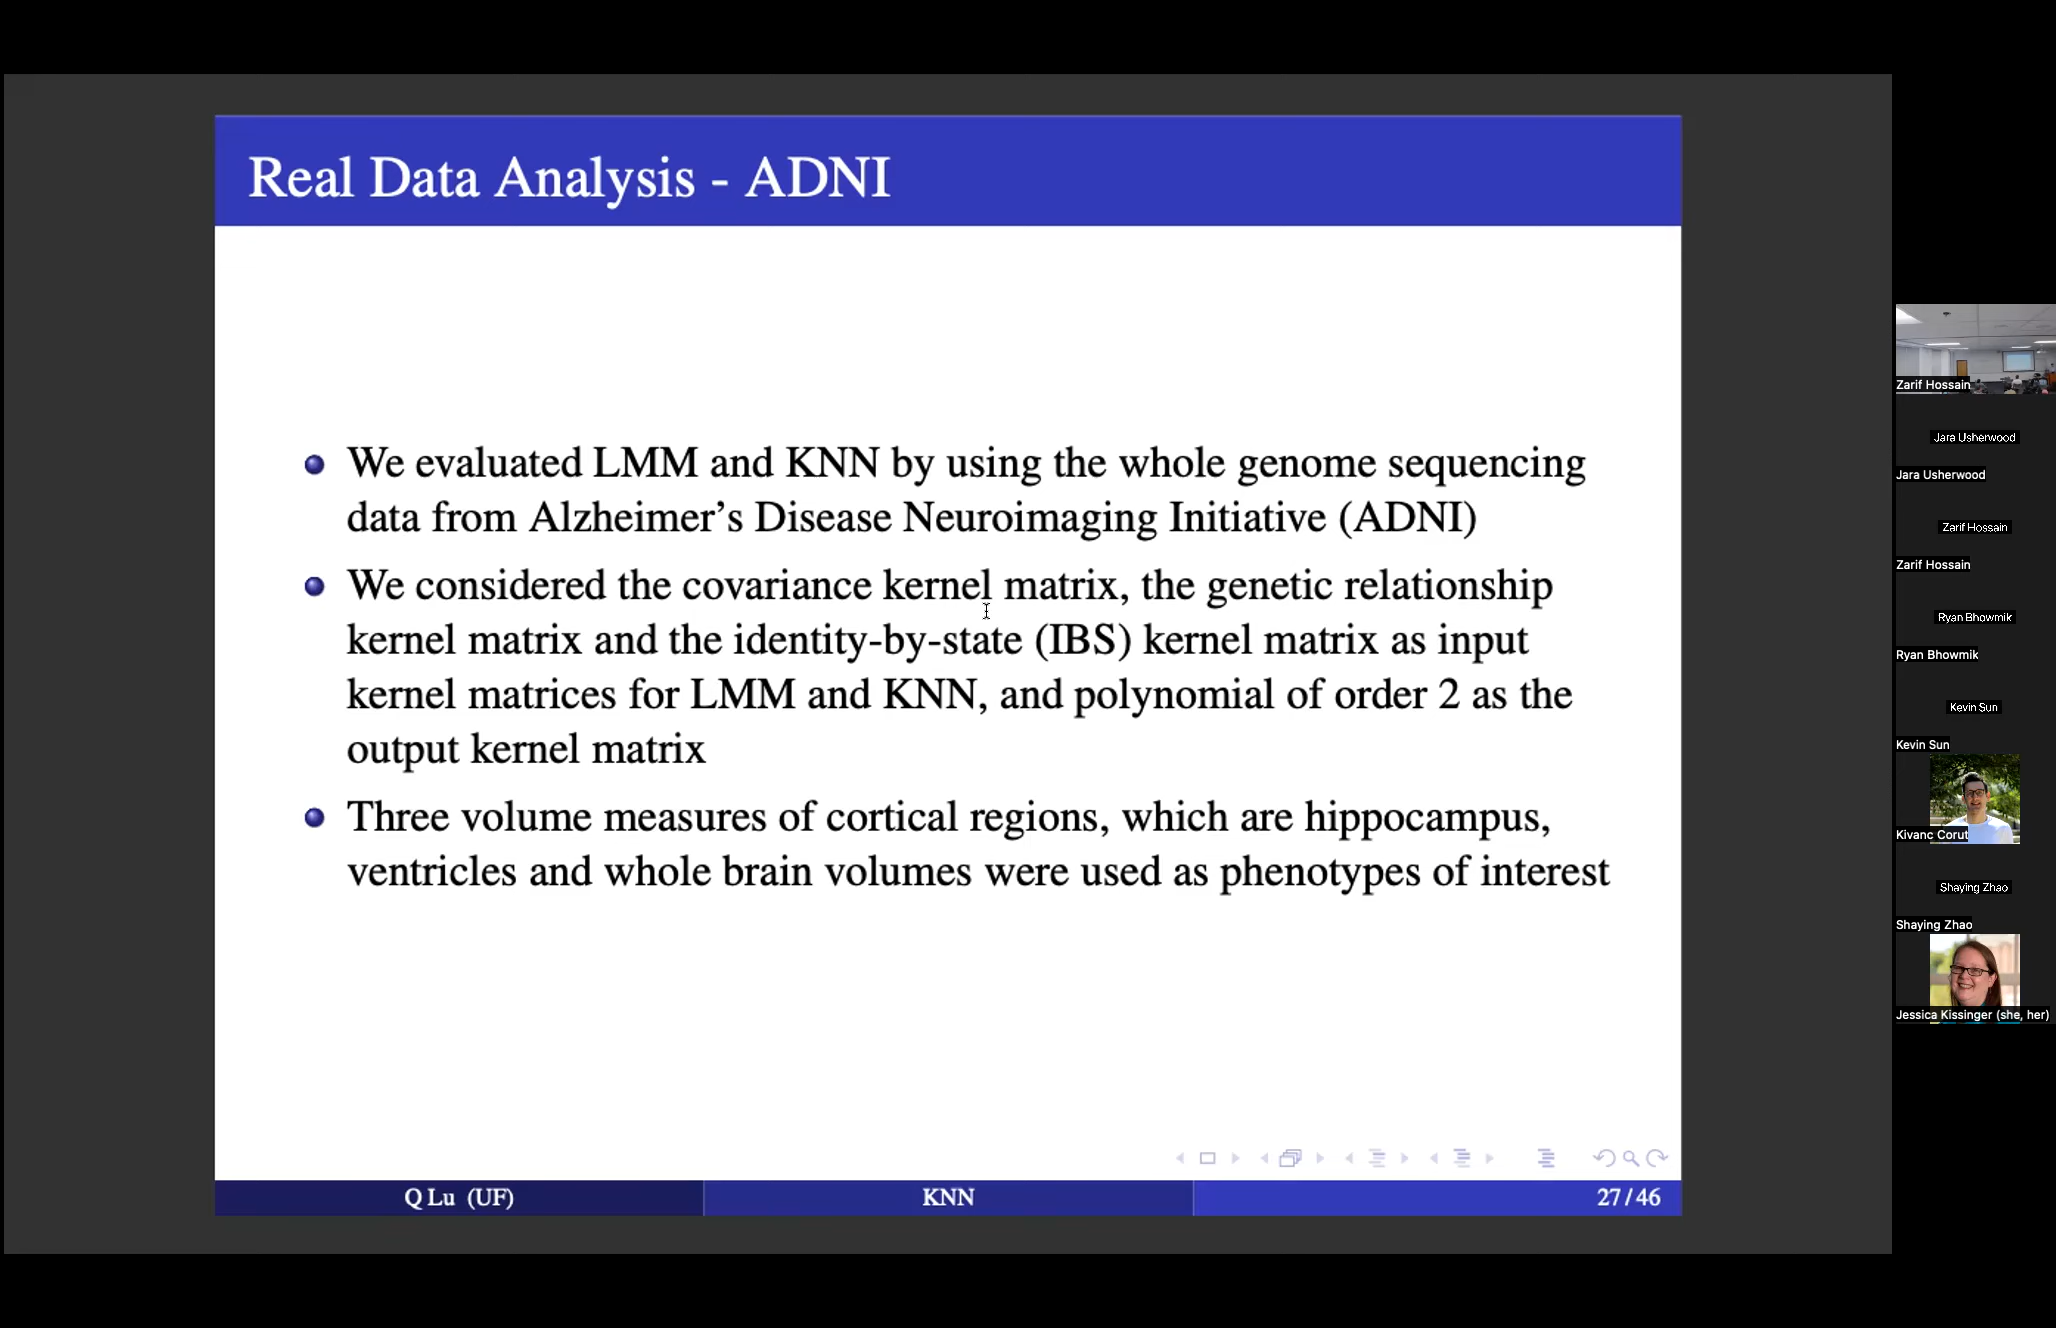 Real Data Analysis - ADNI
We evaluated LMM and KNN by using the whole genome sequencing
data from Alzheimer's Disease Neuroimaging Initiative (ADNI)
We considered the covariance kernel matrix, the genetic relationship
kernel matrix and the identity-by-state (IBS) kernel matrix as input
kernel matrices for LMM and KNN, and polynomial of order 2 as the
output kernel matrix
Three volume measures of cortical regions, which are hippocampus,
ventricles and whole brain volumes were used as phenotypes of interest
Q Lu (UF)
KNN
27 / 46
Zarif Hossain
Jara Usherwood
Jara Usherwood
Zarif Hossain
Zarif Hossain
Ryan Bhowmik
Ryan Bhowmik
Kevin Sun
Kevin Sun
Kivanc Corut
Shaying Zhao
Shaying Zhao
Jessica Kissinger (she, her)